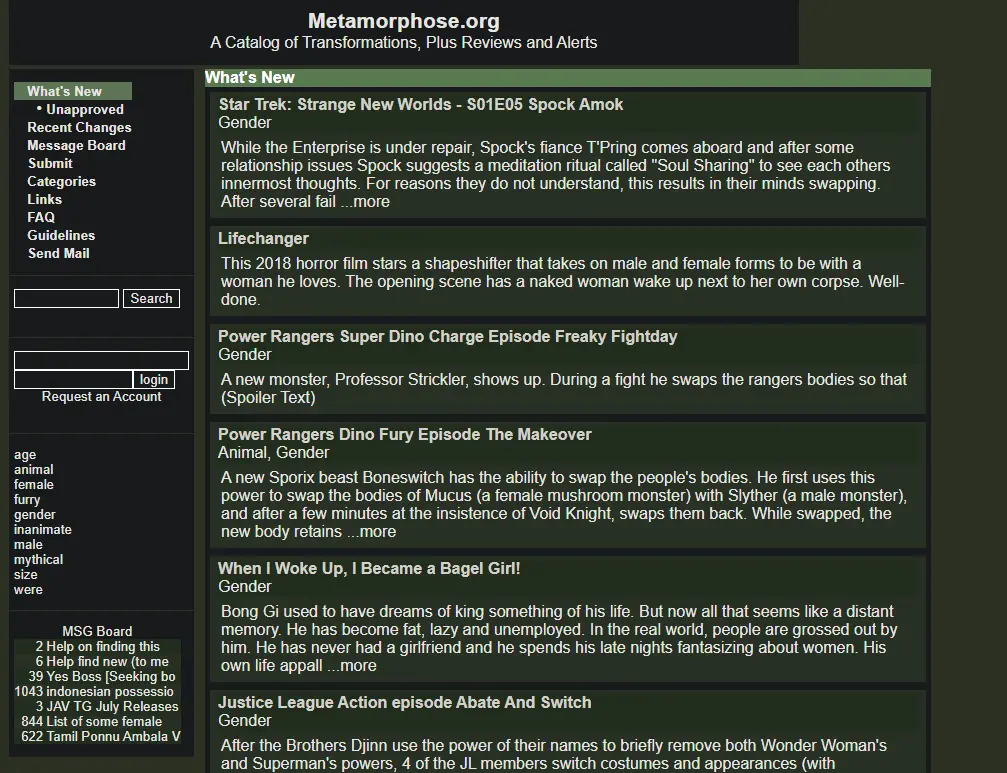 Metamorphose.org
A Catalog of Transformations, Plus Reviews and Alerts
What's New
• Unapproved
Recent Changes
Message Board
Submit
Categories
Links
FAQ
Guidelines
Send Mail
Search
login
Request an Account
age
animal
female
furry
gender
inanimate
male
mythical
size
were
MSG Board
2 Help on finding this
6 Help find new (to me
39 Yes Boss [Seeking bo
1043 indonesian possessio
3 JAV TG July Releases
844 List of some female
622 Tamil Ponnu Ambala V
What's New
Star Trek: Strange New Worlds - S01E05 Spock Amok
Gender
While the Enterprise is under repair, Spock's fiance T'Pring comes aboard and after some
relationship issues Spock suggests a meditation ritual called "Soul Sharing" to see each others
innermost thoughts. For reasons they do not understand, this results in their minds swapping.
After several fail ...more
Lifechanger
This 2018 horror film stars a shapeshifter that takes on male and female forms to be with a
woman he loves. The opening scene has a naked woman wake up next to her own corpse. Well-
done.
Power Rangers Super Dino Charge Episode Freaky Fightday
Gender
A new monster, Professor Strickler, shows up. During a fight he swaps the rangers bodies so that
(Spoiler Text)
Power Rangers Dino Fury Episode The Makeover
Animal, Gender
A new Sporix beast Boneswitch has the ability to swap the people's bodies. He first uses this
power to swap the bodies of Mucus (a female mushroom monster) with Slyther (a male monster),
and after a few minutes at the insistence of Void Knight, swaps them back. While swapped, the
new body retains ...more
When I Woke Up, I Became a Bagel Girl!
Gender
Bong Gi used to have dreams of king something of his life. But now all that seems like a distant
memory. He has become fat, lazy and unemployed. In the real world, people are grossed out by
him. He has never had a girlfriend and he spends his late nights fantasizing about women. His
own life appall ...more
Justice League Action episode Abate And Switch
Gender
After the Brothers Djinn use the power of their names to briefly remove both Wonder Woman's
and Superman's powers, 4 of the JL members switch costumes and appearances (with